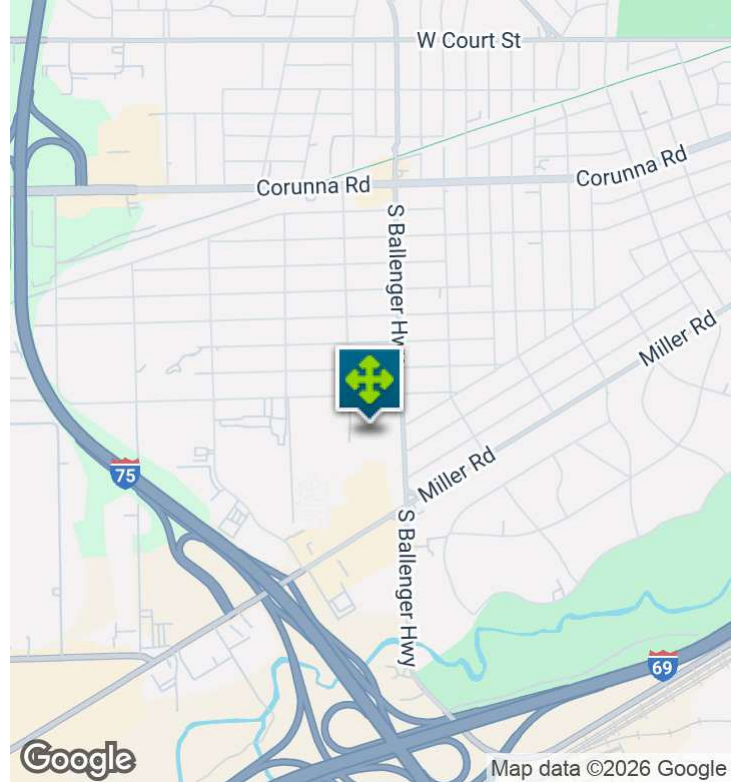 W Court St
Corunna Rd
Corunna Rd
S Ballenger Hwy
Miller Rd
Miller Rd
75
S Ballenger Hwy
69
Google
Map data ©2026 Google